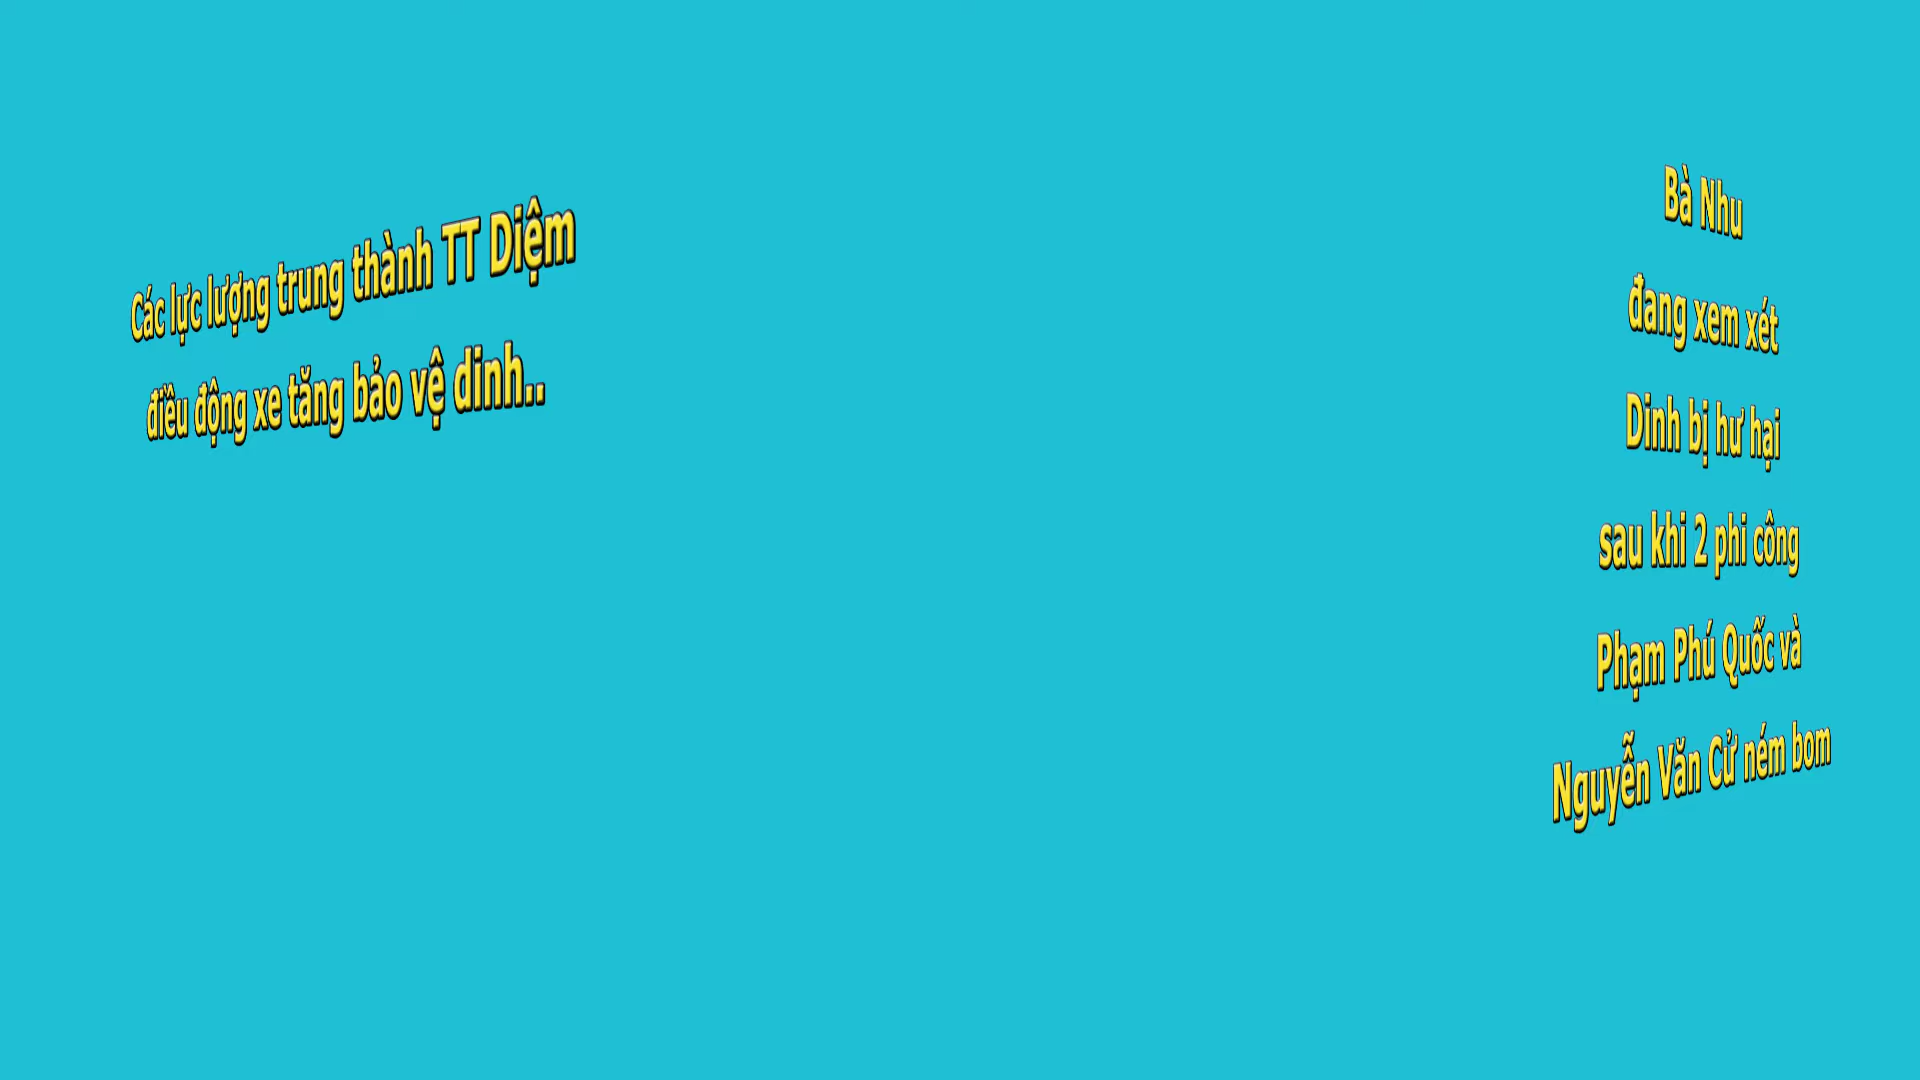 Các lực lượng trung thành TT Diệm
điều động xe tăng bảo vệ dinh..
Bà Nhu
đang xem xét
Dinh bị hư hại
sau khi 2 phi công
Phạm Phú Quốc và
Nguyễn Văn Cử ném bom